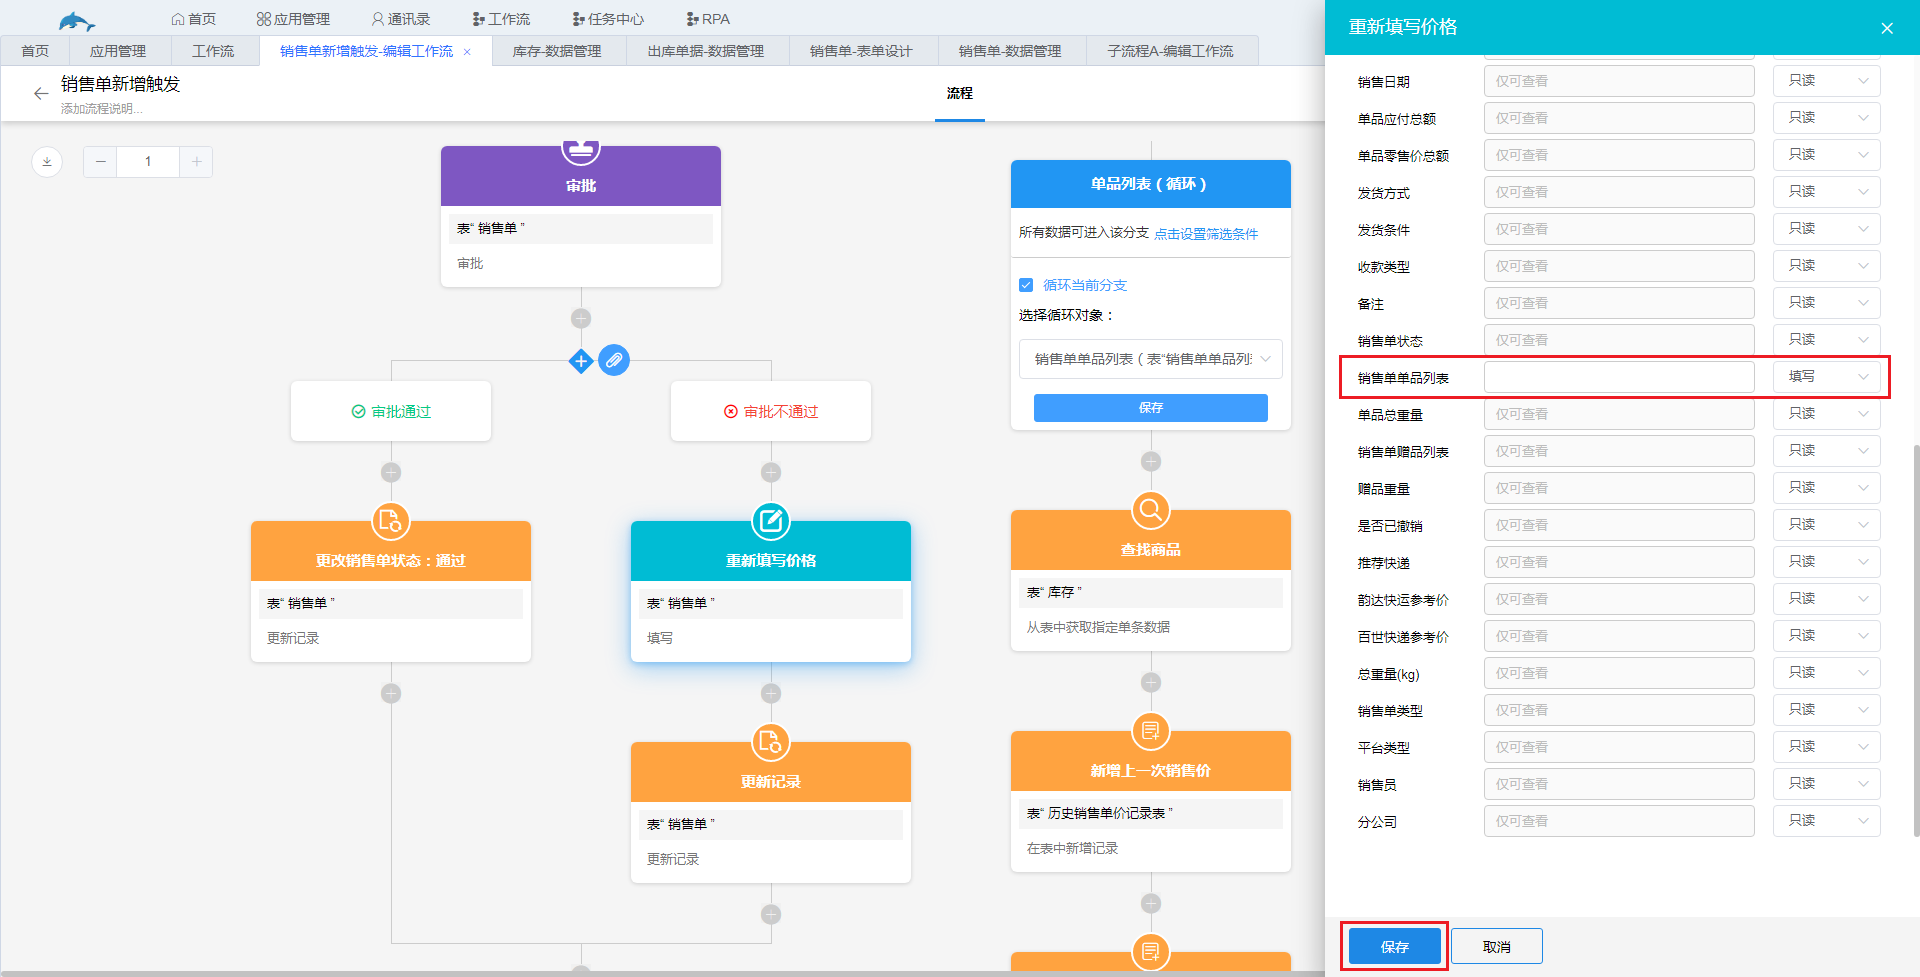 首页 应用管理 通讯录 工作流 任务中心 RPA
首页 应用管理 工作流 销售单新增触发-编辑工作流 × 库存-数据管理 出库单据-数据管理 销售单-表单设计 销售单-数据管理 子流程A-编辑工作流
销售单新增触发
添加流程说明...
流程
1
审批
表“ 销售单 ”
审批
审批通过
审批不通过
更改销售单状态：通过
表“ 销售单 ”
更新记录
重新填写价格
表“ 销售单 ”
填写
更新记录
表“ 销售单 ”
更新记录
单品列表（循环）
所有数据可进入该分支 点击设置筛选条件
循环当前分支
选择循环对象：
销售单单品列表（表“销售单单品列
保存
查找商品
表“ 库存 ”
从表中获取指定单条数据
新增上一次销售价
表“ 历史销售单价记录表 ”
在表中新增记录
重新填写价格
销售日期 仅可查看 只读
单品应付总额 仅可查看 只读
单品零售价总额 仅可查看 只读
发货方式 仅可查看 只读
发货条件 仅可查看 只读
收款类型 仅可查看 只读
备注 仅可查看 只读
销售单状态 仅可查看 只读
销售单单品列表 填写
单品总重量 仅可查看 只读
销售单赠品列表 仅可查看 只读
赠品重量 仅可查看 只读
是否已撤销 仅可查看 只读
推荐快递 仅可查看 只读
韵达快运参考价 仅可查看 只读
百世快递参考价 仅可查看 只读
总重量(kg) 仅可查看 只读
销售单类型 仅可查看 只读
平台类型 仅可查看 只读
销售员 仅可查看 只读
分公司 仅可查看 只读
保存 取消